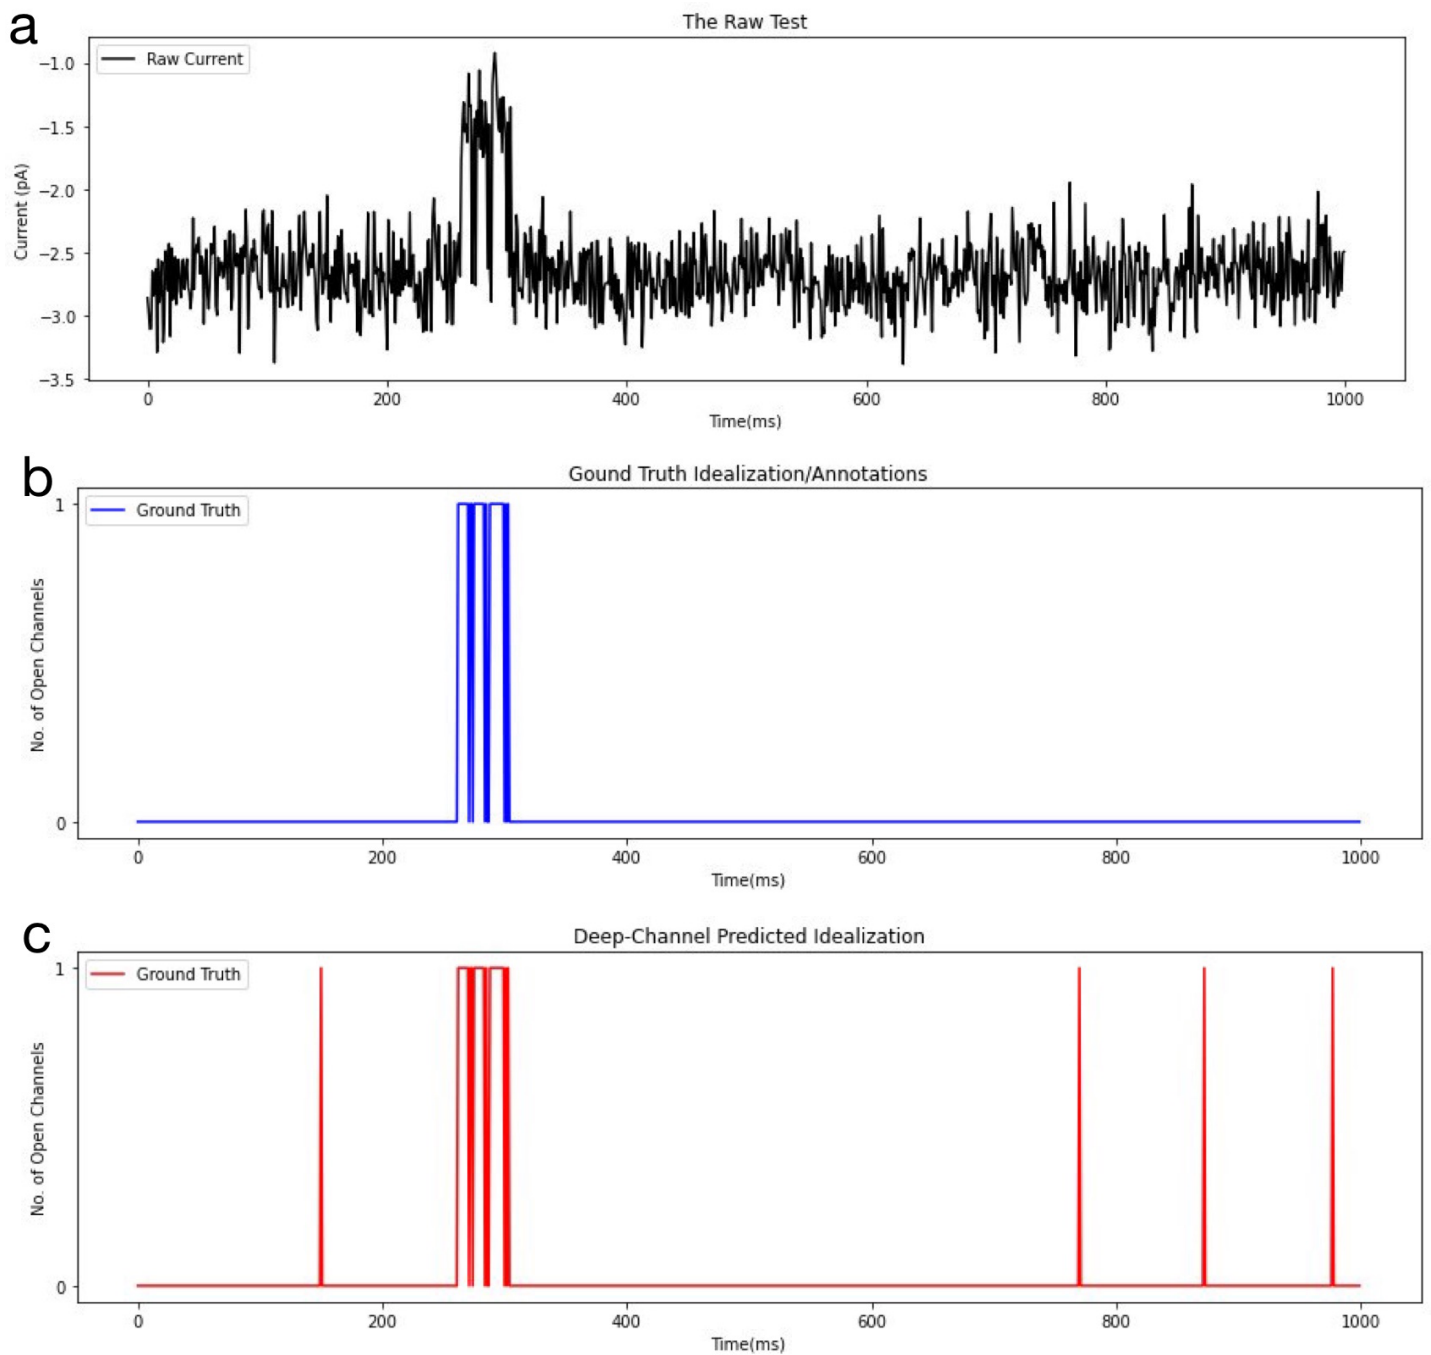 a
The Raw Test
Raw Current
Current (pA)
−1.0
−1.5
−2.0
−2.5
−3.0
−3.5
0 200 400 600 800 1000
Time(ms)
b
Gound Truth Idealization/Annotations
Ground Truth
No. of Open Channels
1
0
0 200 400 600 800 1000
Time(ms)
c
Deep-Channel Predicted Idealization
Ground Truth
No. of Open Channels
1
0
0 200 400 600 800 1000
Time(ms)